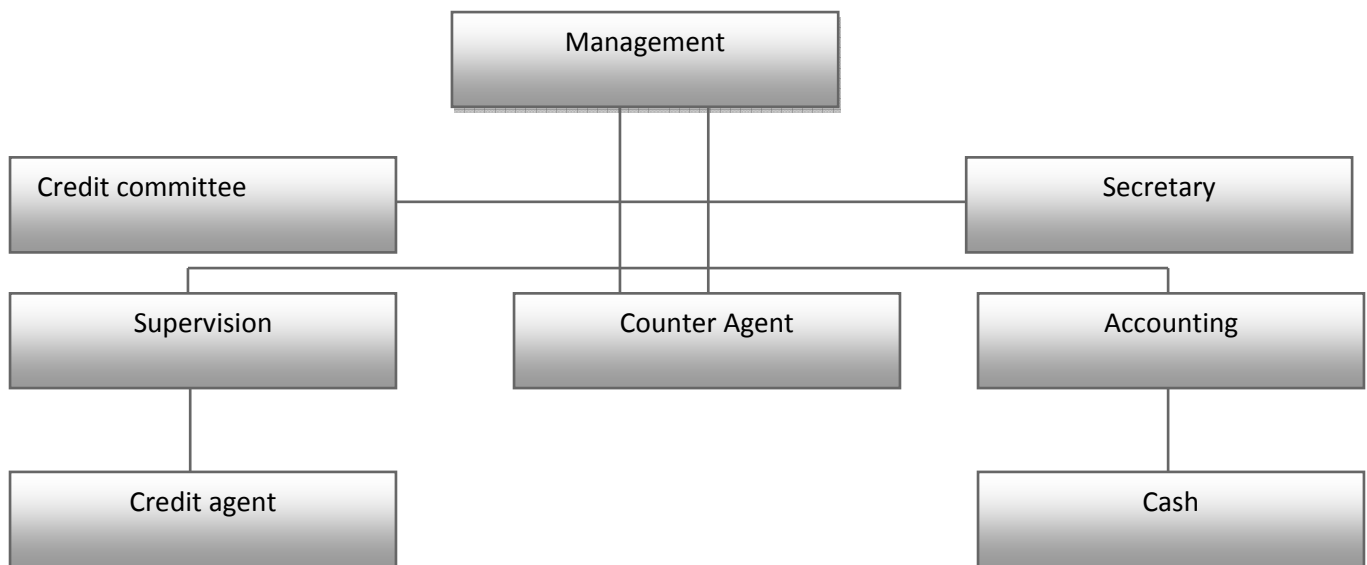 Management
Credit committee
Secretary
Supervision
Counter Agent
Accounting
Credit agent
Cash